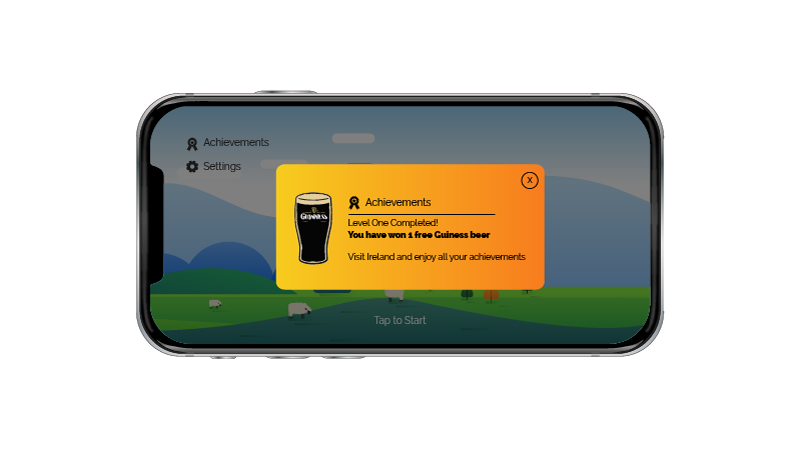 Achievements
Settings
X
GUINNESS
Achievements
Level One Completed!
You have won 1 free Guiness beer
Visit Ireland and enjoy all your achievements
Tap to Start